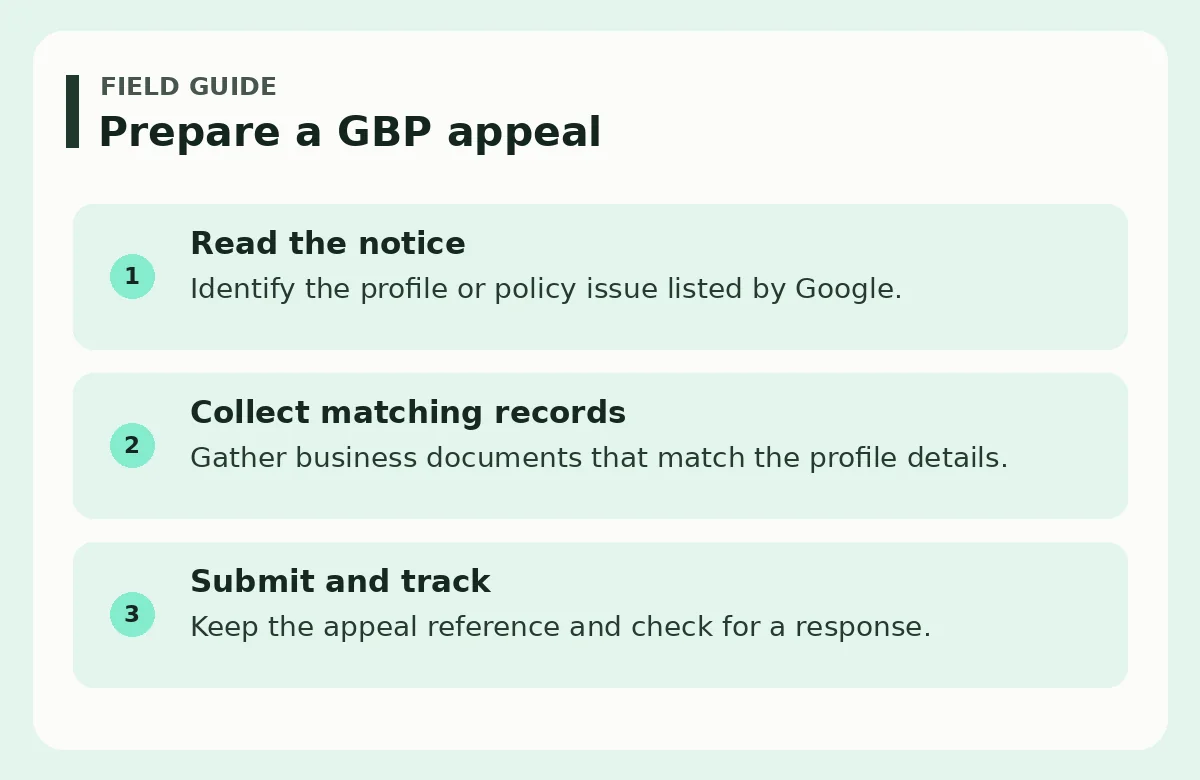 FIELD GUIDE
Prepare a GBP appeal
1
Read the notice
Identify the profile or policy issue listed by Google.
2
Collect matching records
Gather business documents that match the profile details.
3
Submit and track
Keep the appeal reference and check for a response.